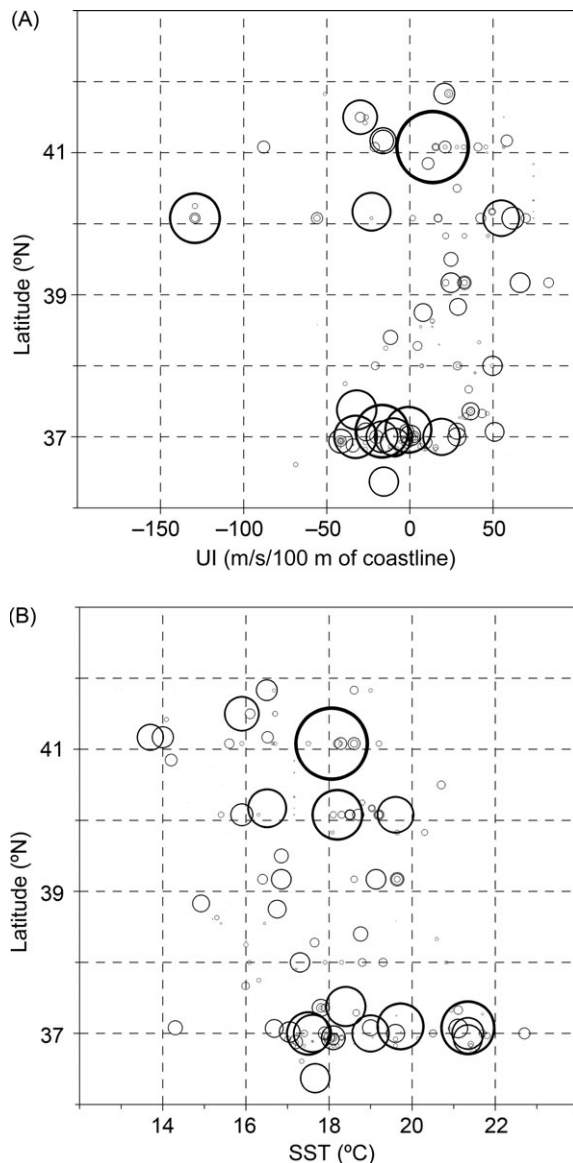 (A)
41
39
37
Latitude (ºN)
−150
−100
−50
0
50
UI (m/s/100 m of coastline)
(B)
41
39
37
Latitude (ºN)
14
16
18
20
22
SST (ºC)